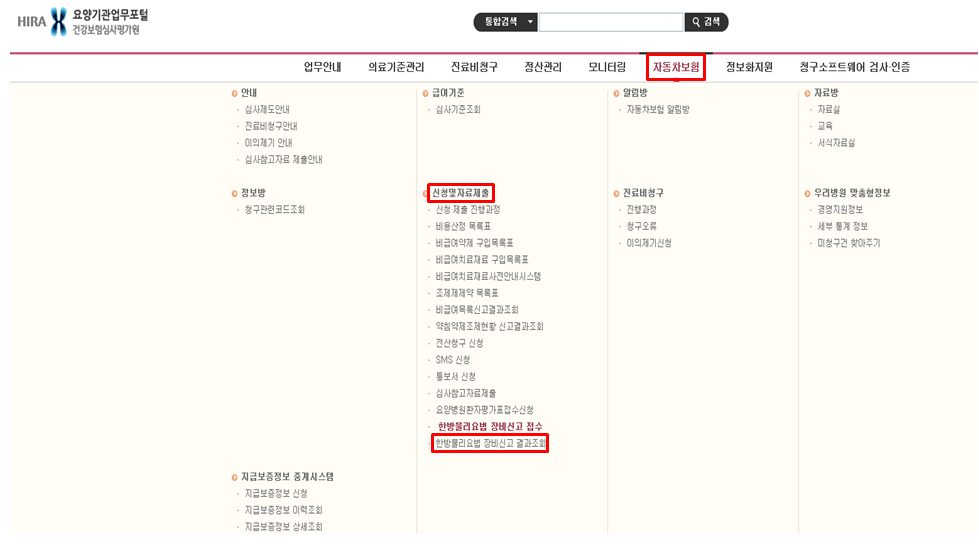 HIRA 요양기관업무포털
건강보험심사평가원
통합검색 검색
업무안내 의료기준관리 진료비청구 정산관리 모니터링 자동차보험 정보화지원 청구소프트웨어 검사·인증
안내
심사제도안내
진료비청구안내
이의제기 안내
심사참고자료 제출안내
급여기준
심사기준조회
알림방
자동차보험 알림방
자료방
자료실
교육
서식자료실
정보방
청구관련코드조회
신청및자료제출
신청·제출 진행과정
비용산정 목록표
비급여약제 구입목록표
비급여치료재료 구입목록표
비급여치료재료사전안내시스템
조제제약 목록표
비급여목록신고결과조회
약침약제조제현황 신고결과조회
전산청구 신청
SMS 신청
통보서 신청
심사참고자료제출
요양병원환자평가표접수신청
한방물리요법 장비신고 접수
한방물리요법 장비신고 결과조회
진료비청구
진행과정
청구오류
이의제기신청
우리병원 맞춤형정보
경영지원정보
세부 통계 정보
미청구건 찾아주기
지급보증정보 중계시스템
지급보증정보 신청
지급보증정보 이력조회
지급보증정보 상세조회